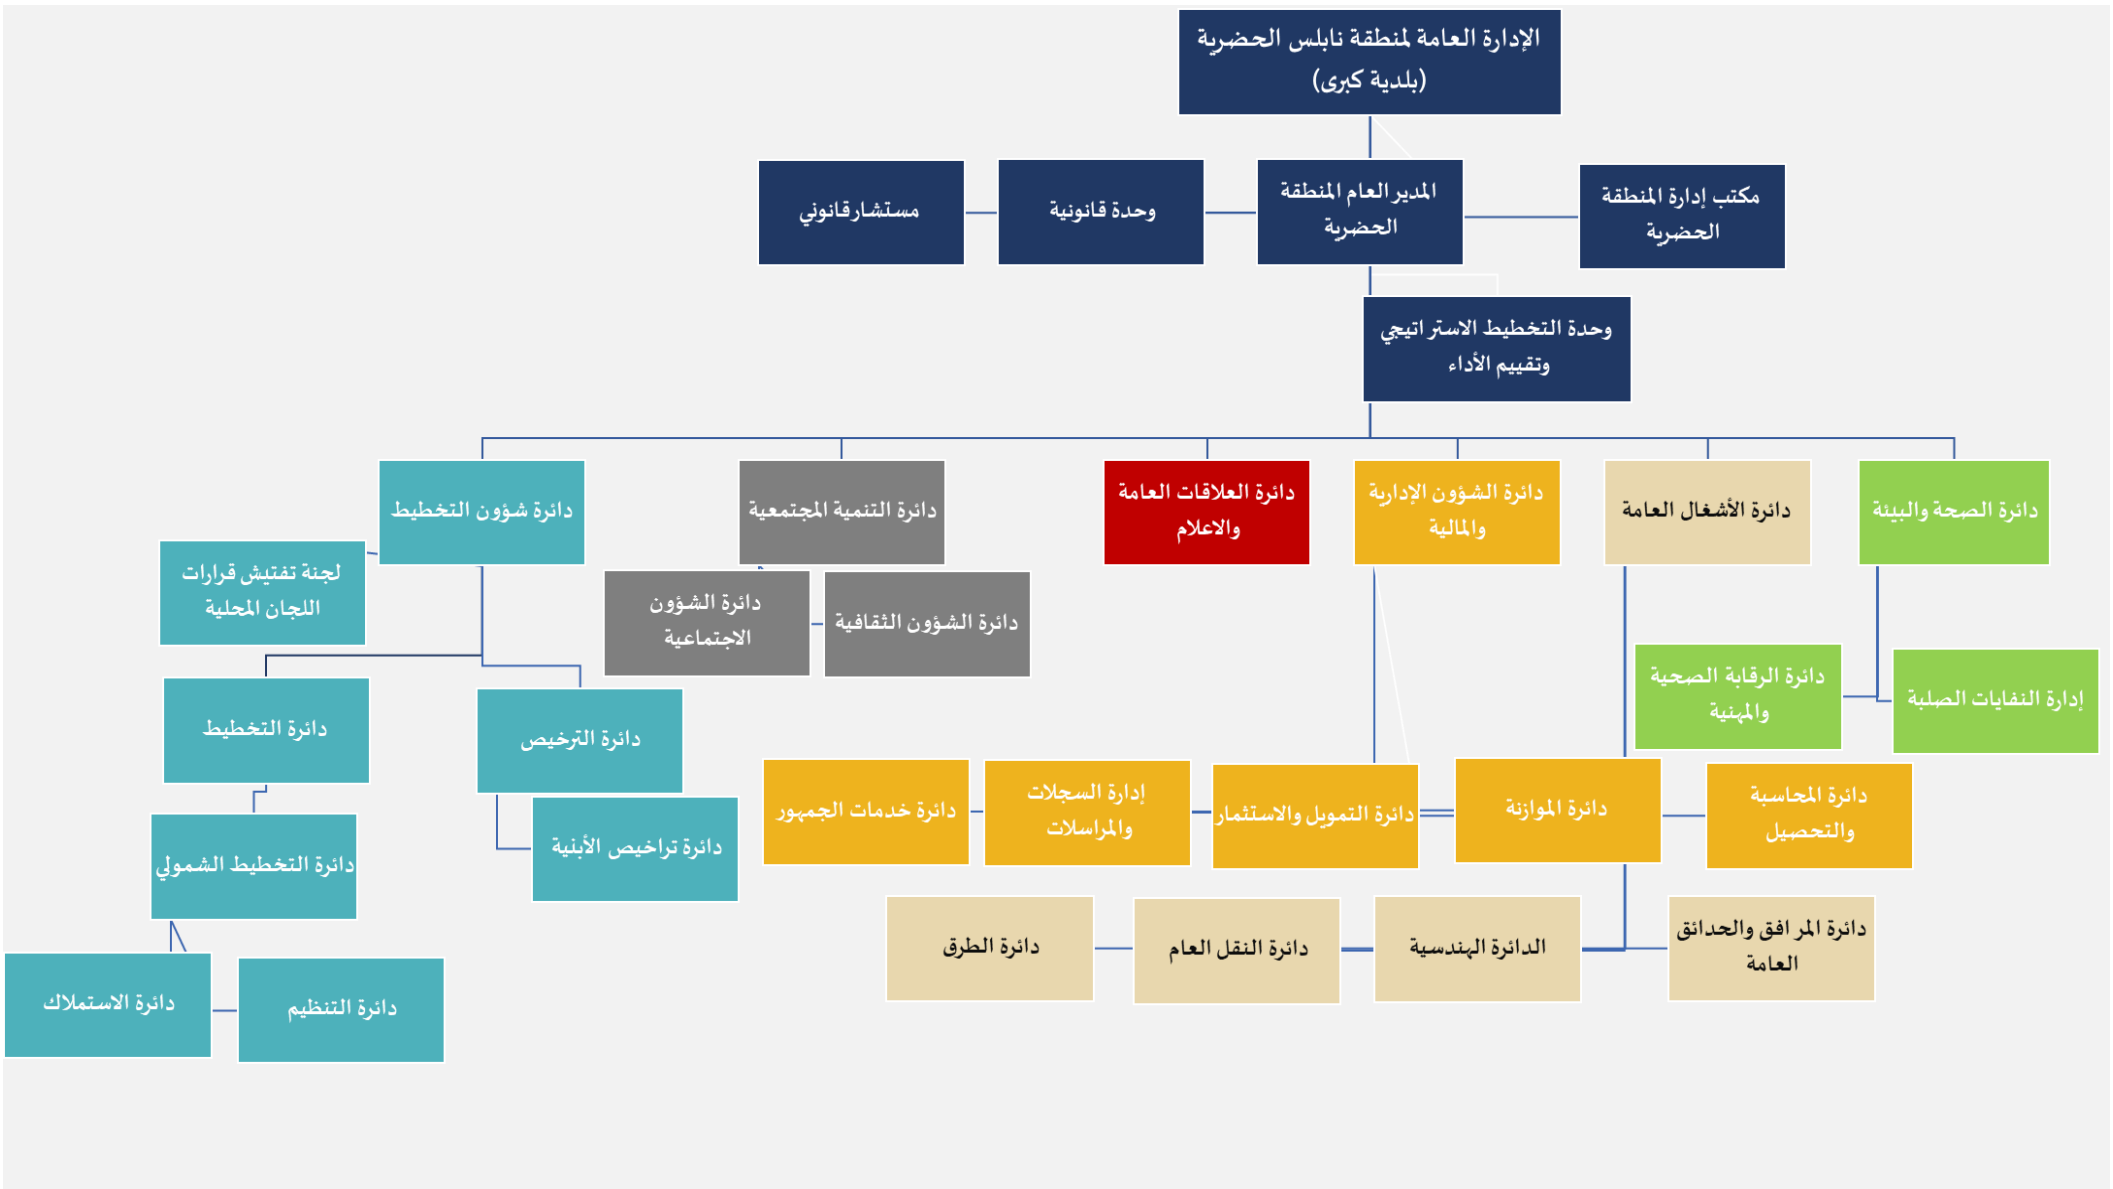 الإدارة العامة لمنطقة نابلس الحضرية
(بلدية كبرى)
مكتب إدارة المنطقة
الحضرية
المدير العام المنطقة
الحضرية
وحدة قانونية
مستشار قانوني
وحدة التخطيط الاستراتيجي
وتقييم الأداء
دائرة الصحة والبيئة
دائرة الأشغال العامة
دائرة الشؤون الإدارية
والمالية
دائرة العلاقات العامة
والاعلام
دائرة التنمية المجتمعية
دائرة شؤون التخطيط
لجنة تفتيش قرارات
اللجان المحلية
دائرة الشؤون الثقافية
دائرة الشؤون
الاجتماعية
إدارة النفايات الصلبة
دائرة الرقابة الصحية
والمهنية
دائرة الترخيص
دائرة التخطيط
دائرة المحاسبة
والتحصيل
دائرة الموازنة
دائرة التمويل والاستثمار
إدارة السجلات
والمراسلات
دائرة خدمات الجمهور
دائرة تراخيص الأبنية
دائرة التخطيط الشمولي
دائرة المرافق والحدائق
العامة
الدائرة الهندسية
دائرة النقل العام
دائرة الطرق
دائرة التنظيم
دائرة الاستملاك